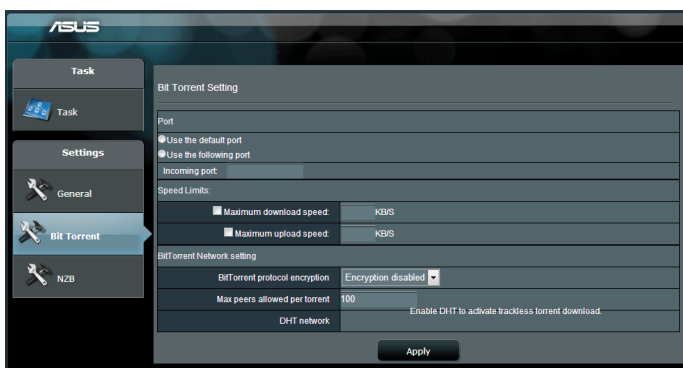 ASUS
Task
Task
Settings
General
Bit Torrent
NZB
Bit Torrent Setting
Port
Use the default port
Use the following port
Incoming port:
Speed Limits:
Maximum download speed: KB/S
Maximum upload speed: KB/S
BitTorrent Network setting
BitTorrent protocol encryption Encryption disabled
Max peers allowed per torrent 100
DHT network Enable DHT to activate trackless torrent download.
Apply